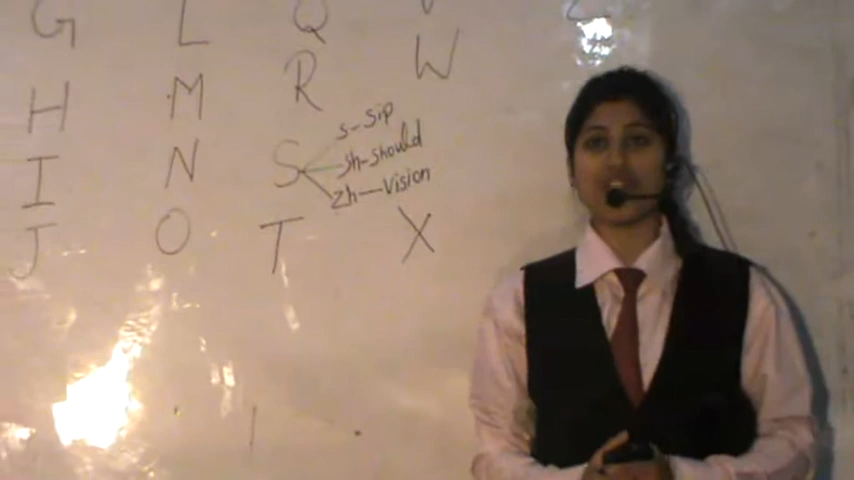 G L Q
H M R W
I N S s-sip
sh-should
zh-vision
J O T X